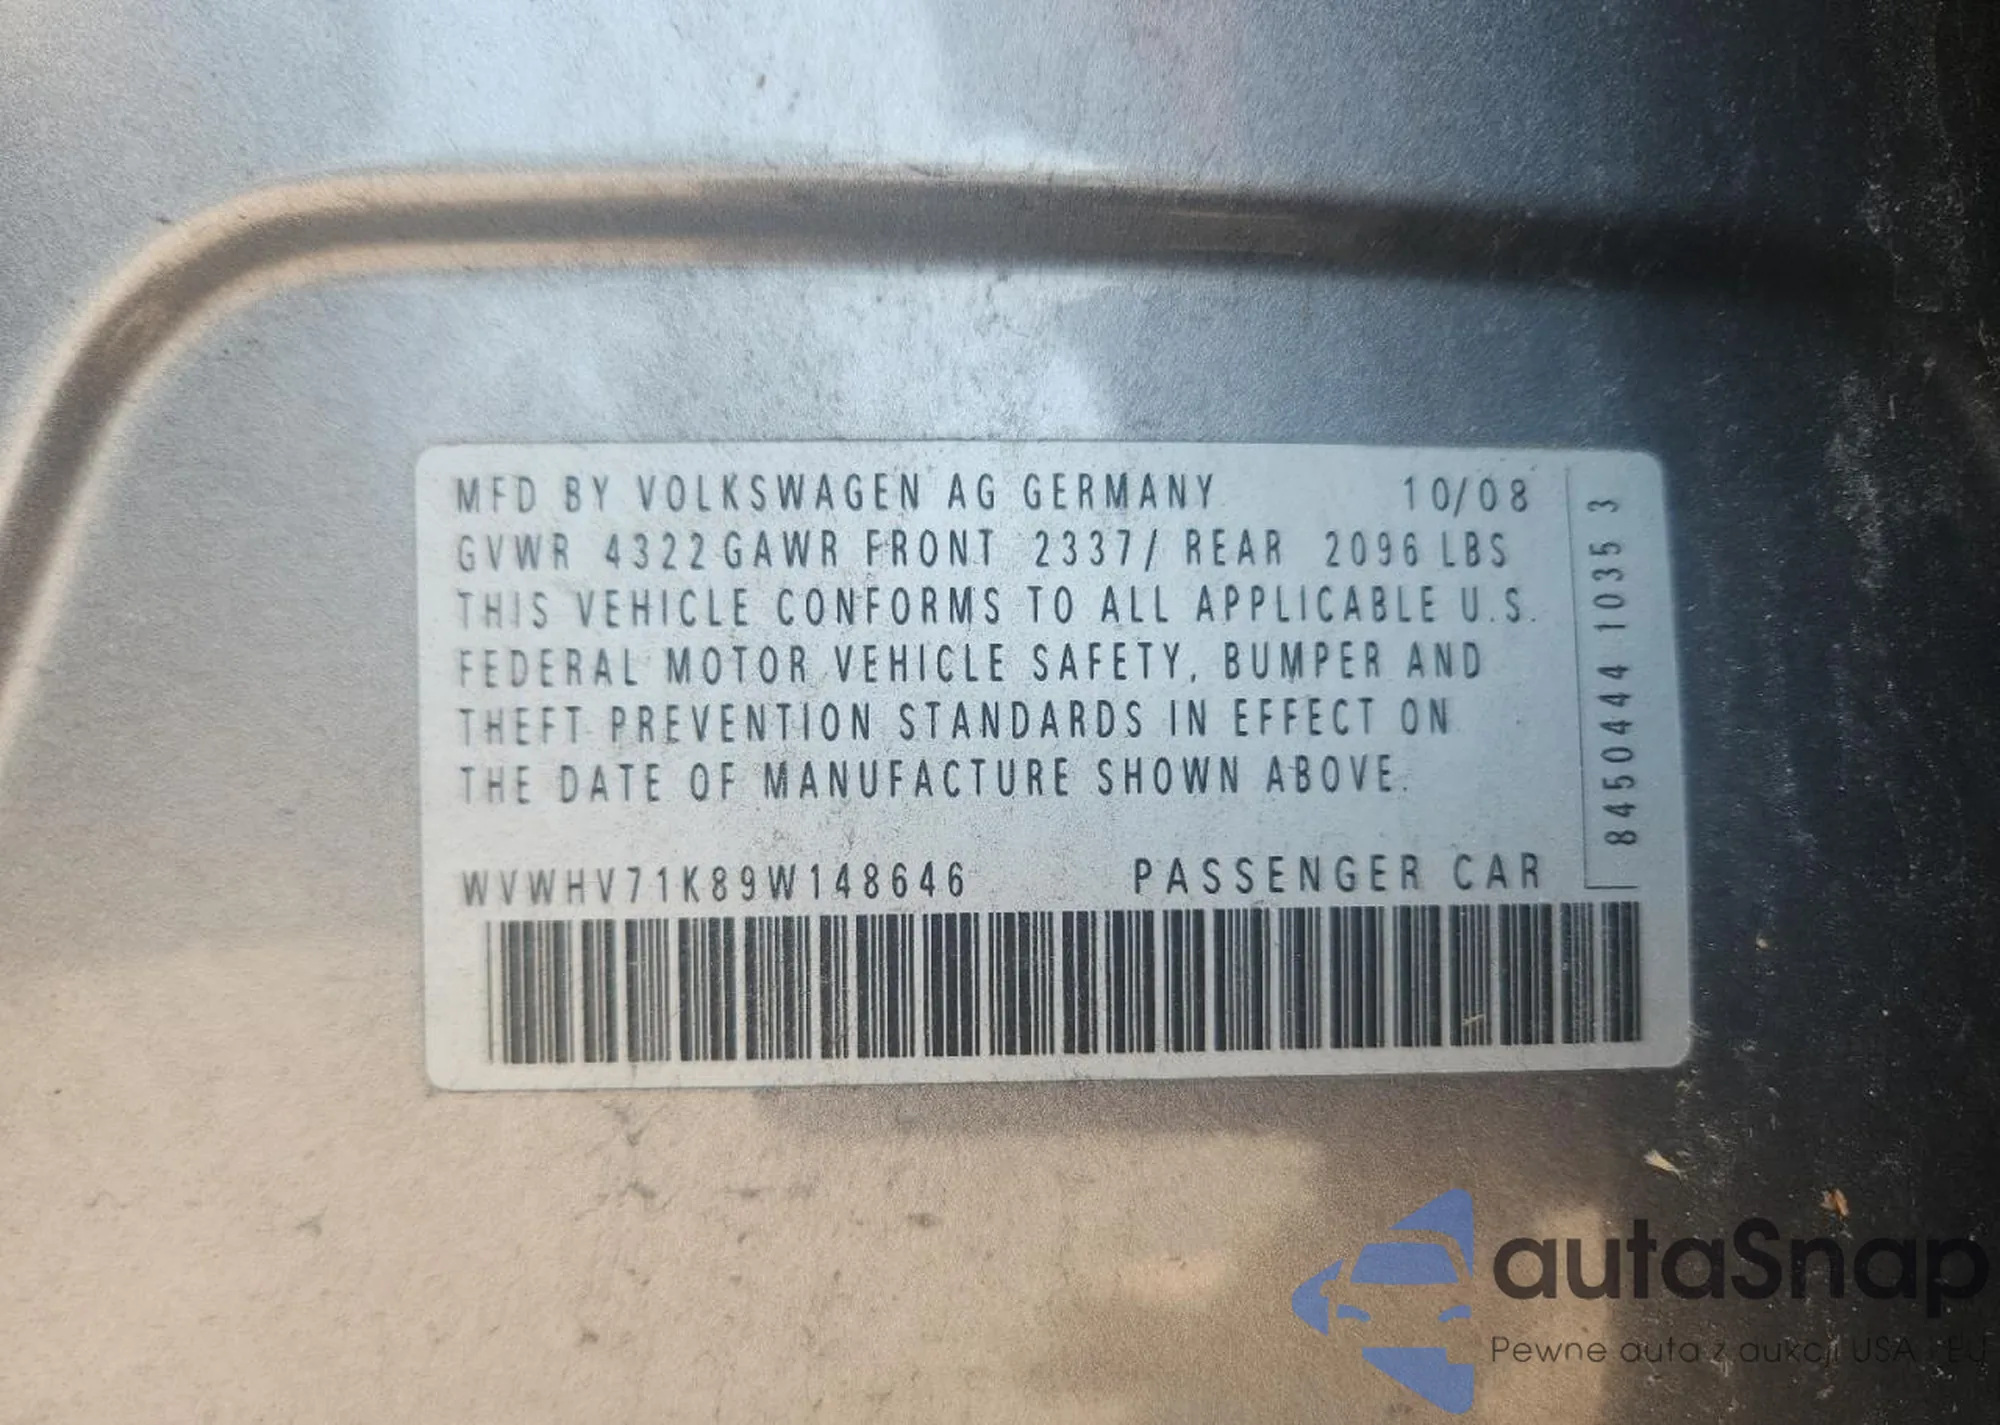 MFD BY VOLKSWAGEN AG GERMANY 10/08
GVWR 4322 GAWR FRONT 2337/ REAR 2096 LBS
THIS VEHICLE CONFORMS TO ALL APPLICABLE U.S.
FEDERAL MOTOR VEHICLE SAFETY, BUMPER AND
THEFT PREVENTION STANDARDS IN EFFECT ON
THE DATE OF MANUFACTURE SHOWN ABOVE.
WVWHV71K89W148646 PASSENGER CAR
8450444 1035 3
autaSnap
Pewne auta z aukcji USA i EU